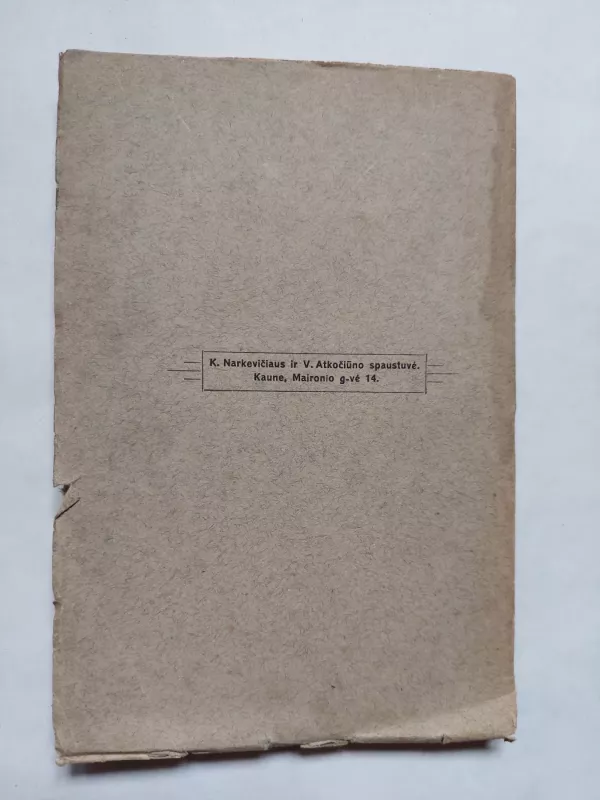 K. Narkevičiaus ir V. Atkočiūno spaustuvė.
Kaune, Maironio g-vė 14.